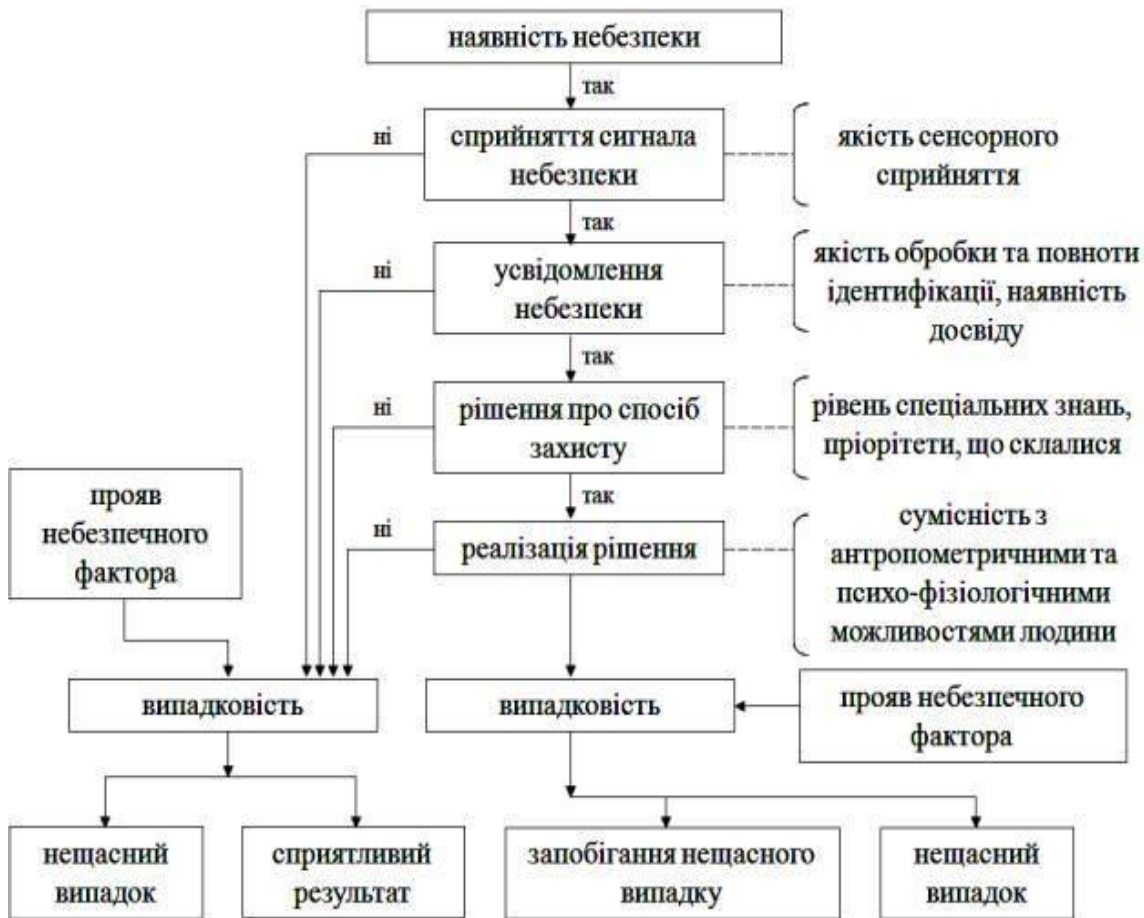 наявність небезпеки
так
ні
сприйняття сигнала
небезпеки
якість сенсорного
сприйняття
так
ні
усвідомлення
небезпеки
якість обробки та повноти
ідентифікації, наявність
досвіду
так
ні
рішення про спосіб
захисту
рівень спеціальних знань,
пріорітети, що склалися
так
прояв
небезпечного
фактора
ні
реалізація рішення
сумісність з
антропометричними та
психо-фізіологічними
можливостями людини
випадковість
випадковість
прояв небезпечного
фактора
нещасний
випадок
сприятливий
результат
запобігання нещасного
випадку
нещасний
випадок